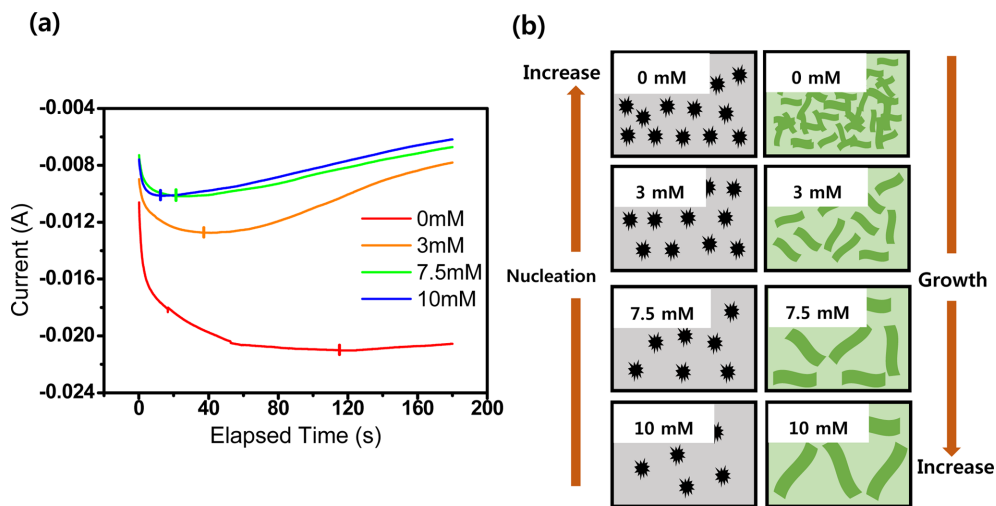 (a)
-0.004
-0.008
-0.012
-0.016
-0.020
-0.024
Current (A)
0 40 80 120 160 200
Elapsed Time (s)
0mM
3mM
7.5mM
10mM
(b)
Increase
Nucleation
0 mM 0 mM
3 mM 3 mM
7.5 mM 7.5 mM
10 mM 10 mM
Growth
Increase